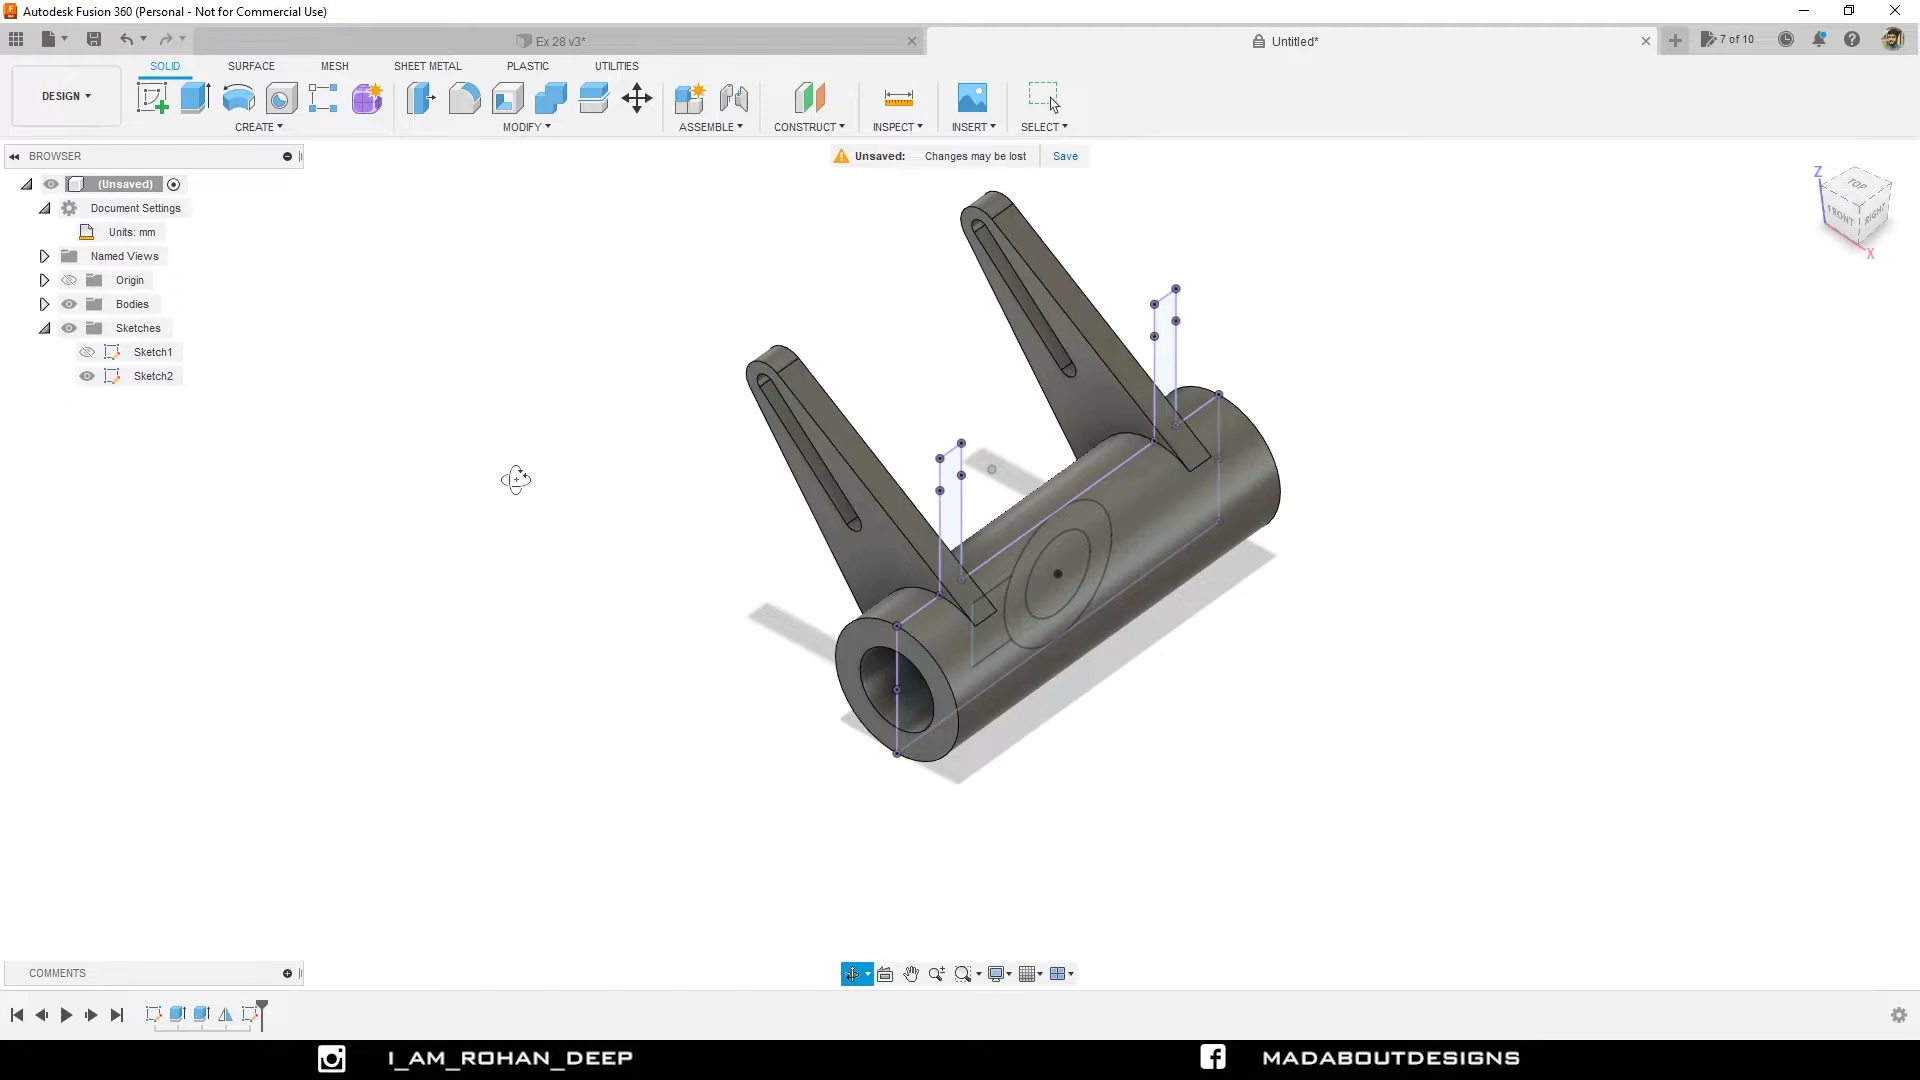 Autodesk Fusion 360 (Personal - Not for Commercial Use)
Ex 28 v3*
Untitled*
7 of 10
DESIGN
SOLID
SURFACE
MESH
SHEET METAL
PLASTIC
UTILITIES
CREATE
MODIFY
ASSEMBLE
CONSTRUCT
INSPECT
INSERT
SELECT
BROWSER
Unsaved: Changes may be lost
Save
(Unsaved)
Document Settings
Units: mm
Named Views
Origin
Bodies
Sketches
Sketch1
Sketch2
Z
TOP
FRONT
RIGHT
X
COMMENTS
I_AM_ROHAN_DEEP
MADABOUTDESIGNS